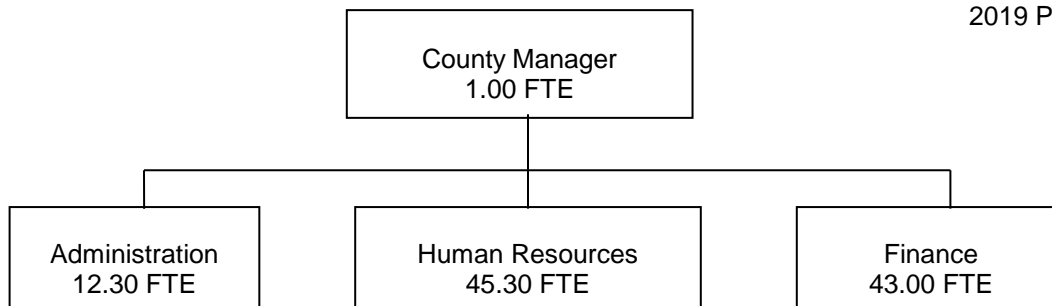 2019 P
County Manager
1.00 FTE
Administration
12.30 FTE
Human Resources
45.30 FTE
Finance
43.00 FTE